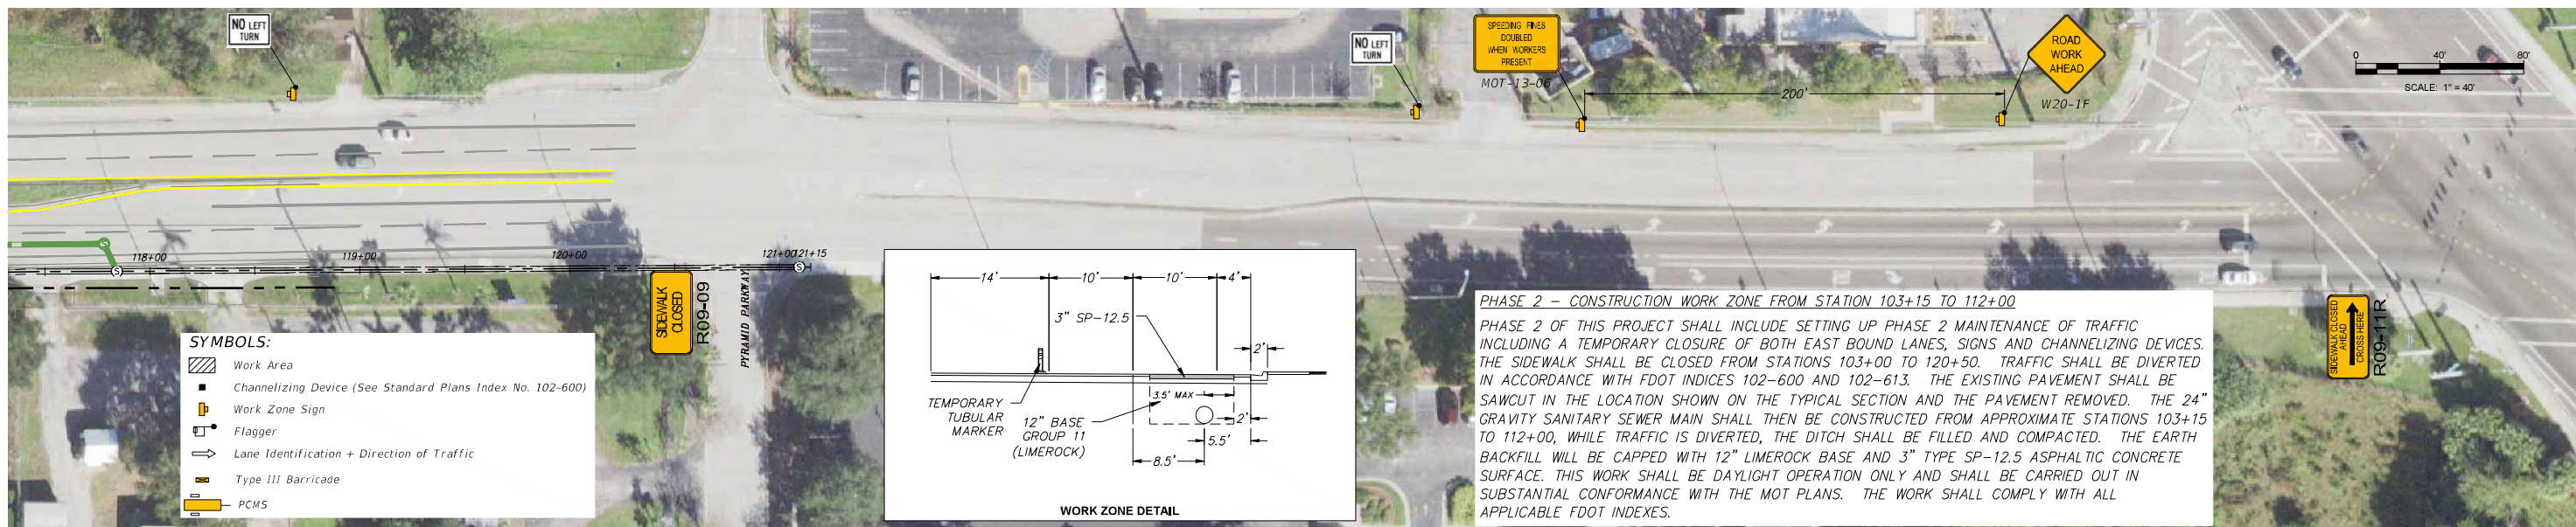 NO LEFT
TURN
NO LEFT
TURN
SPEEDING FINES
DOUBLED
WHEN WORKERS
PRESENT
MOT-13-06
200'
ROAD
WORK
AHEAD
W20-1F
0 40' 80'
SCALE: 1" = 40'
S
S
118+00
119+00
120+00
121+00
121+15
S
SIDEWALK
CLOSED
R09-09
PYRAMID PARKWAY
SYMBOLS:
Work Area
Channelizing Device (See Standard Plans Index No. 102-600)
Work Zone Sign
Flagger
Lane Identification + Direction of Traffic
Type III Barricade
PCMS
14' 10' 10' 4'
3" SP-12.5
2'
TEMPORARY
TUBULAR
MARKER
3.5' MAX
12" BASE
GROUP 11
(LIMEROCK)
2'
5.5'
8.5'
WORK ZONE DETAIL
PHASE 2 - CONSTRUCTION WORK ZONE FROM STATION 103+15 TO 112+00
PHASE 2 OF THIS PROJECT SHALL INCLUDE SETTING UP PHASE 2 MAINTENANCE OF TRAFFIC
INCLUDING A TEMPORARY CLOSURE OF BOTH EAST BOUND LANES, SIGNS AND CHANNELIZING DEVICES.
THE SIDEWALK SHALL BE CLOSED FROM STATIONS 103+00 TO 120+50. TRAFFIC SHALL BE DIVERTED
IN ACCORDANCE WITH FDOT INDICES 102-600 AND 102-613. THE EXISTING PAVEMENT SHALL BE
SAWCUT IN THE LOCATION SHOWN ON THE TYPICAL SECTION AND THE PAVEMENT REMOVED. THE 24"
GRAVITY SANITARY SEWER MAIN SHALL THEN BE CONSTRUCTED FROM APPROXIMATE STATIONS 103+15
TO 112+00, WHILE TRAFFIC IS DIVERTED, THE DITCH SHALL BE FILLED AND COMPACTED. THE EARTH
BACKFILL WILL BE CAPPED WITH 12" LIMEROCK BASE AND 3" TYPE SP-12.5 ASPHALTIC CONCRETE
SURFACE. THIS WORK SHALL BE DAYLIGHT OPERATION ONLY AND SHALL BE CARRIED OUT IN
SUBSTANTIAL CONFORMANCE WITH THE MOT PLANS. THE WORK SHALL COMPLY WITH ALL
APPLICABLE FDOT INDEXES.
SIDEWALK CLOSED
AHEAD
CROSS HERE
R09-11R